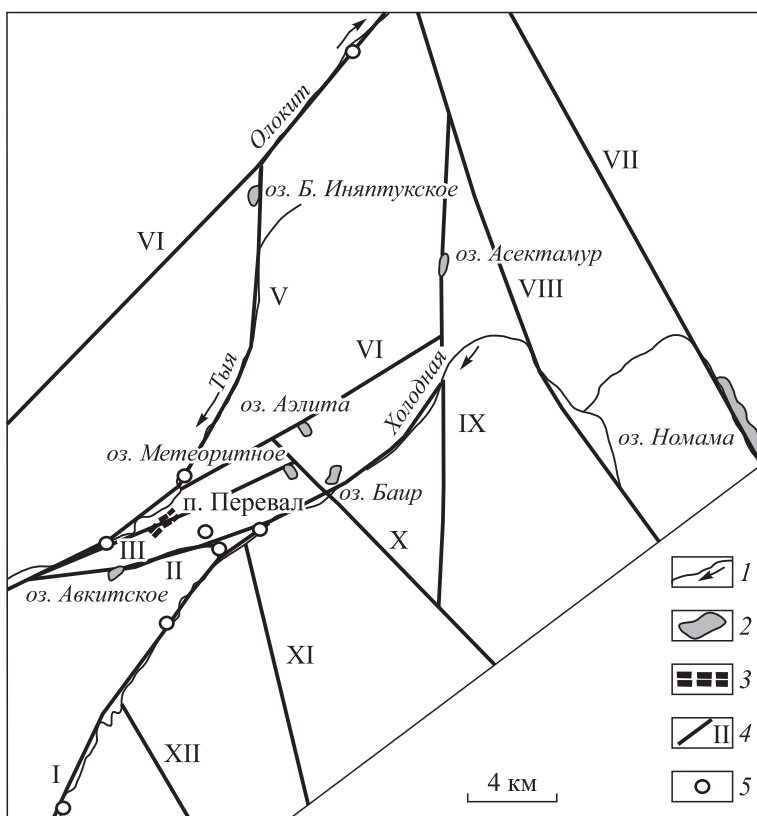 Олокит
VII
оз. Б. Иняптукское
VI
оз. Асектамур
VIII
V
VI
Тыя
Холодная
оз. Аэлита
IX
оз. Номама
оз. Метеоритное
оз. Баир
п. Перевал
X
III
II
1
оз. Авкитское
2
XI
3
XII
4
II
I
4 км
5